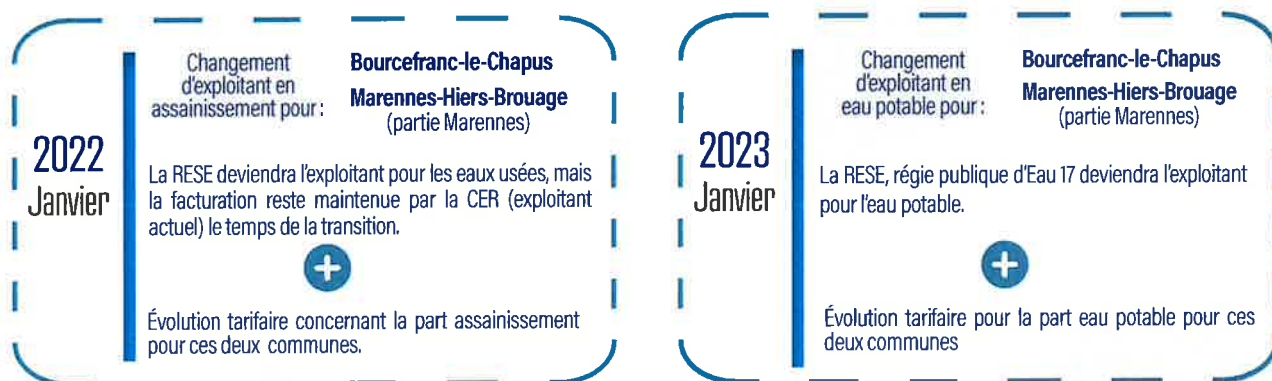 2022
Janvier
Changement
d'exploitant en
assainissement pour :
Bourcefranc-le-Chapus
Marennes-Hiers-Brouage
(partie Marennes)
La RESE deviendra l'exploitant pour les eaux usées, mais
la facturation reste maintenue par la CER (exploitant
actuel) le temps de la transition.
+
Évolution tarifaire concernant la part assainissement
pour ces deux communes.
2023
Janvier
Changement
d'exploitant en
eau potable pour :
Bourcefranc-le-Chapus
Marennes-Hiers-Brouage
(partie Marennes)
La RESE, régie publique d'Eau 17 deviendra l'exploitant
pour l'eau potable.
+
Évolution tarifaire pour la part eau potable pour ces
deux communes